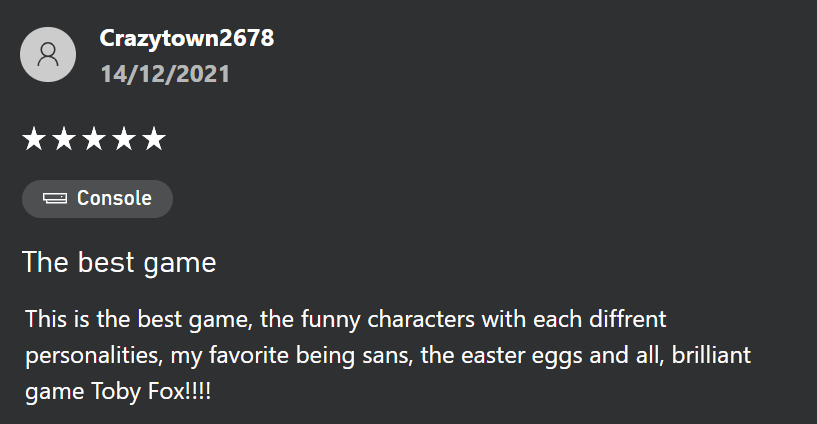 Crazytown2678
14/12/2021
Console
The best game
This is the best game, the funny characters with each diffrent
personalities, my favorite being sans, the easter eggs and all, brilliant
game Toby Fox!!!!